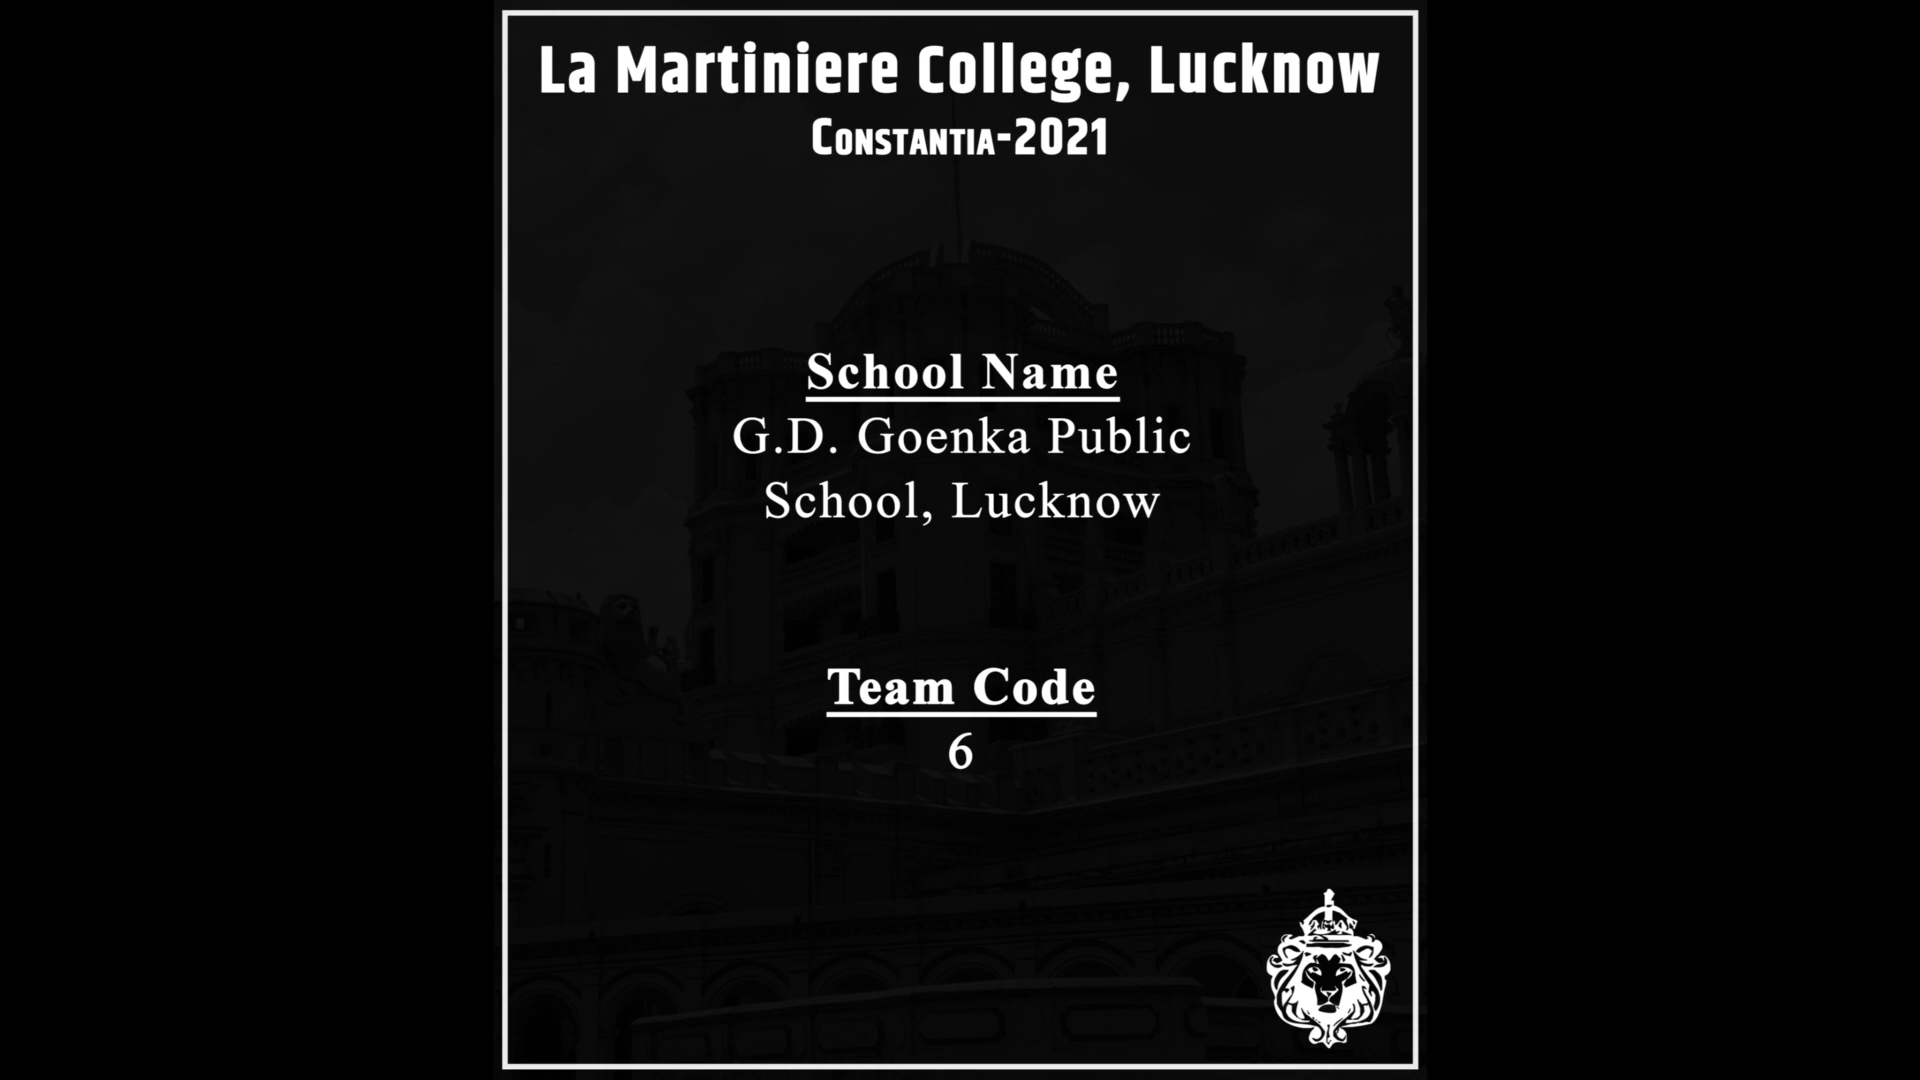 La Martiniere College, Lucknow
Constantia-2021
School Name
G.D. Goenka Public
School, Lucknow
Team Code
6